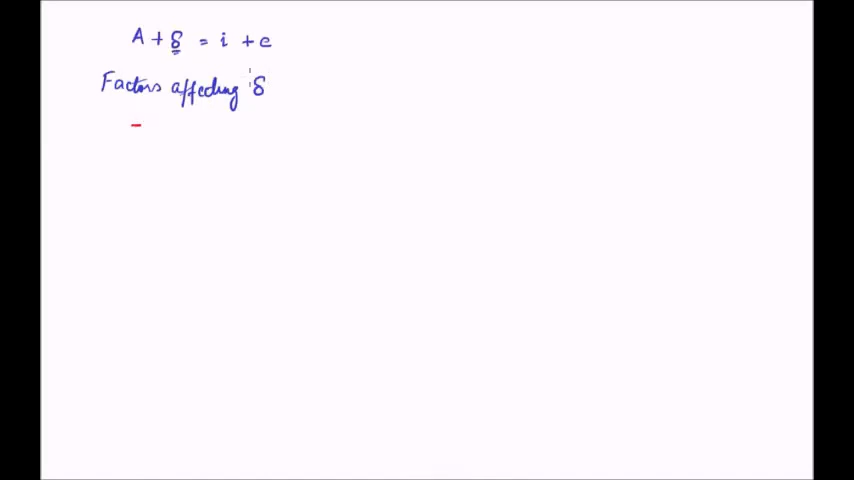 A + δ = i + e
Factors affecting δ
-